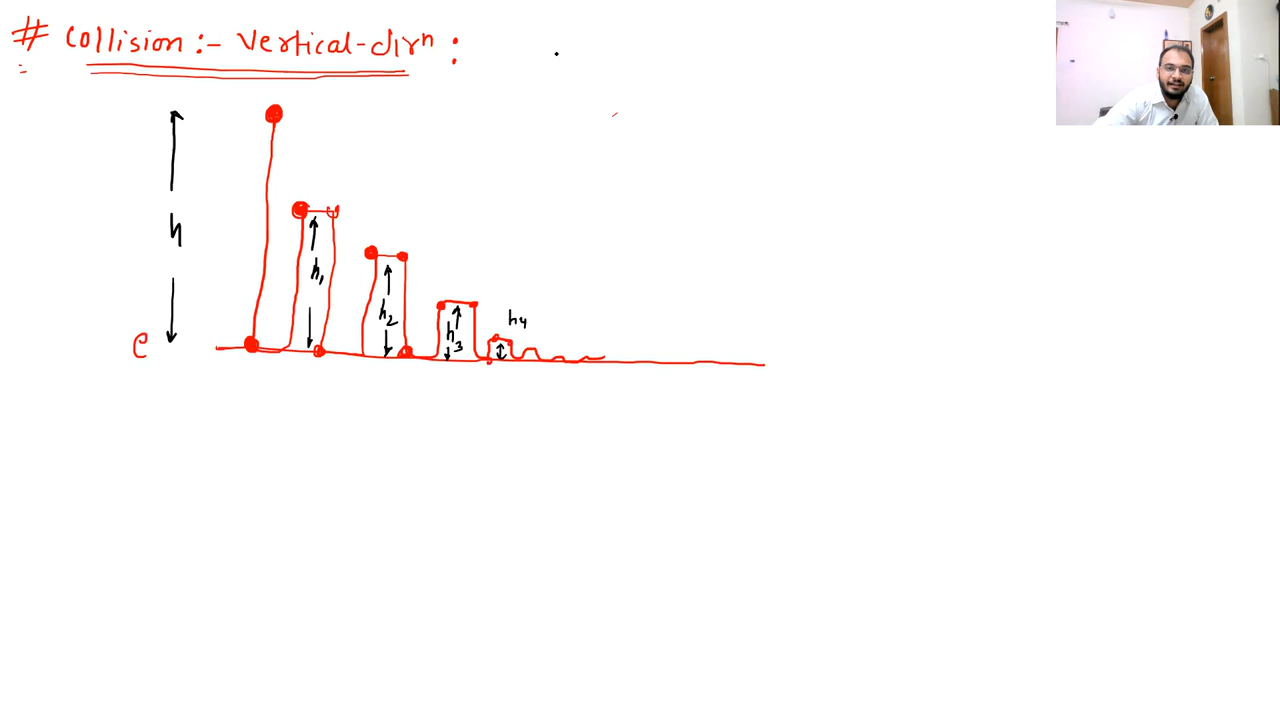 # Collision :- Vertical-dirⁿ :
h
h₁
h₂
h₃
h₄
e